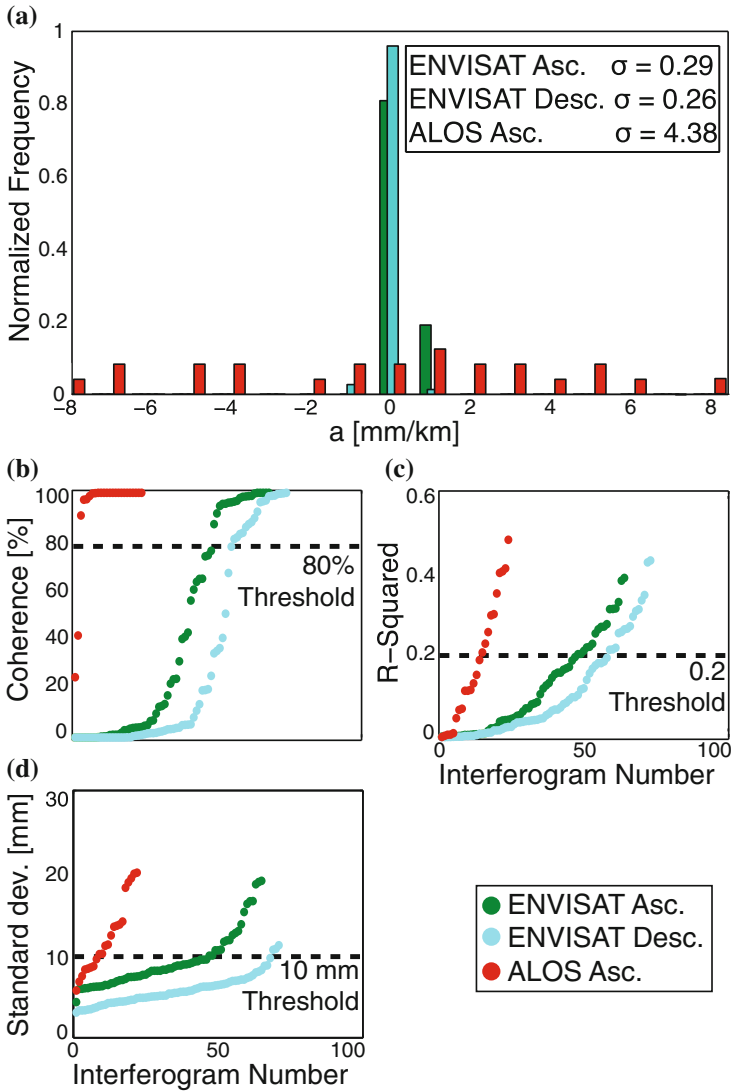 (a)
1
0.8
0.6
0.4
0.2
0
Normalized Frequency
ENVISAT Asc. σ = 0.29
ENVISAT Desc. σ = 0.26
ALOS Asc. σ = 4.38
−8 −6 −4 −2 0 2 4 6 8
a [mm/km]
(b)
100
80
60
40
20
0
Coherence [%]
80%
Threshold
(c)
0.6
0.4
0.2
0
R−Squared
0.2
Threshold
0 50 100
Interferogram Number
(d)
30
20
10
0
Standard dev. [mm]
10 mm
Threshold
0 50 100
Interferogram Number
ENVISAT Asc.
ENVISAT Desc.
ALOS Asc.